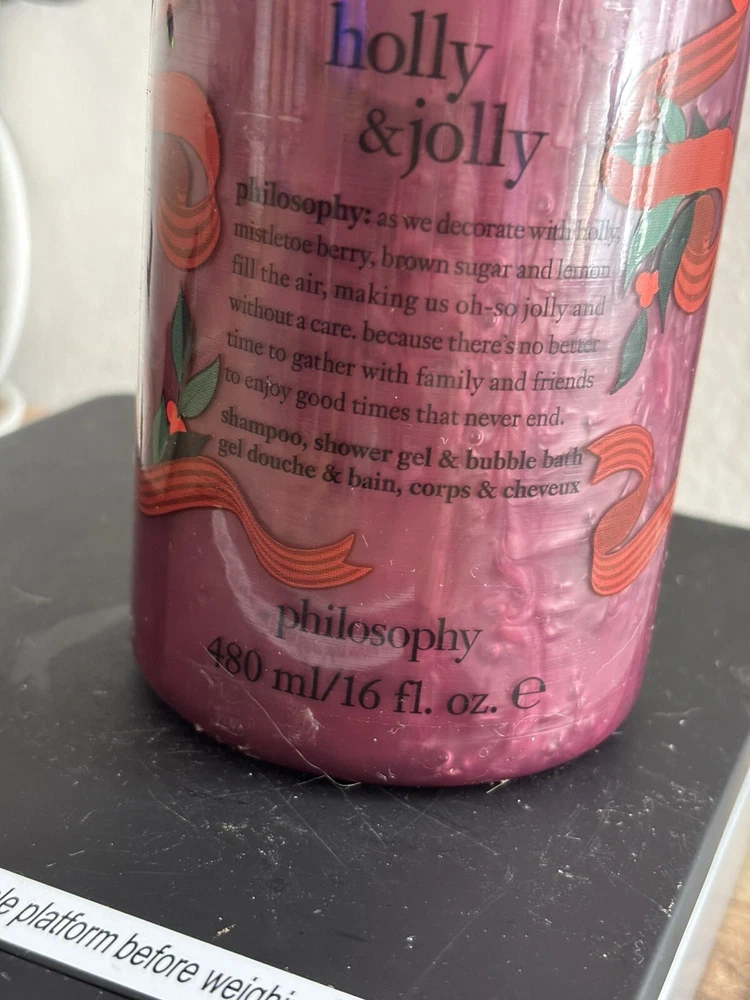 holly
&jolly
philosophy: as we decorate with holly,
mistletoe berry, brown sugar and lemon
fill the air, making us oh-so jolly and
without a care. because there's no better
time to gather with family and friends
to enjoy good times that never end.
shampoo, shower gel & bubble bath
gel douche & bain, corps & cheveux
philosophy
480 ml/16 fl. oz. ℮
platform before